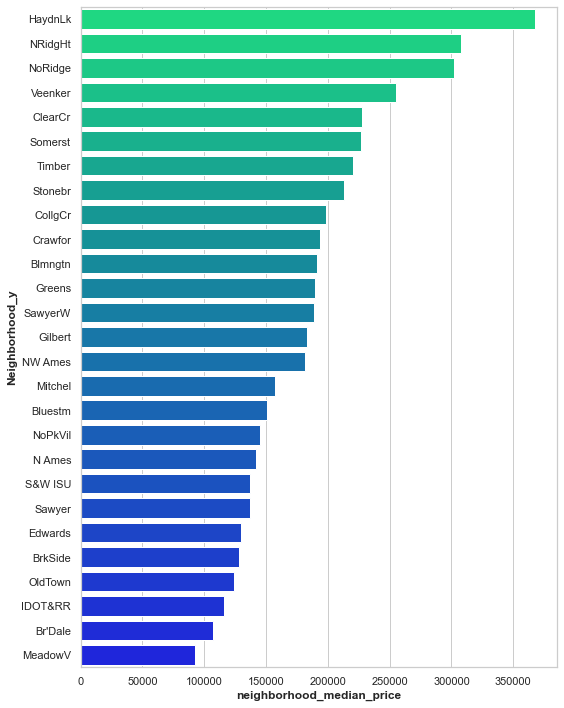 HaydnLk
NRidgHt
NoRidge
Veenker
ClearCr
Somerst
Timber
Stonebr
CollgCr
Crawfor
Blmngtn
Greens
SawyerW
Gilbert
NW Ames
Mitchel
Bluestm
NoPkVil
N Ames
S&W ISU
Sawyer
Edwards
BrkSide
OldTown
IDOT&RR
Br'Dale
MeadowV
Neighborhood_y
0 50000 100000 150000 200000 250000 300000 350000
neighborhood_median_price